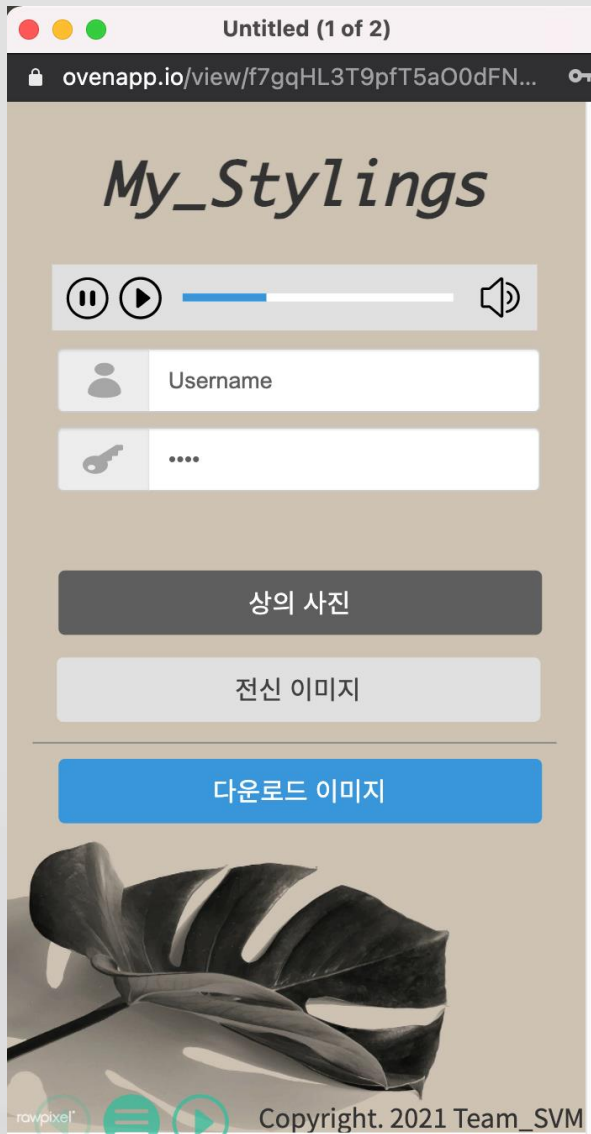 Untitled (1 of 2)
ovenapp.io/view/f7gqHL3T9pfT5aO0dFN...
My_Stylings
Username
••••
상의 사진
전신 이미지
다운로드 이미지
rawpixel
Copyright. 2021 Team_SVM